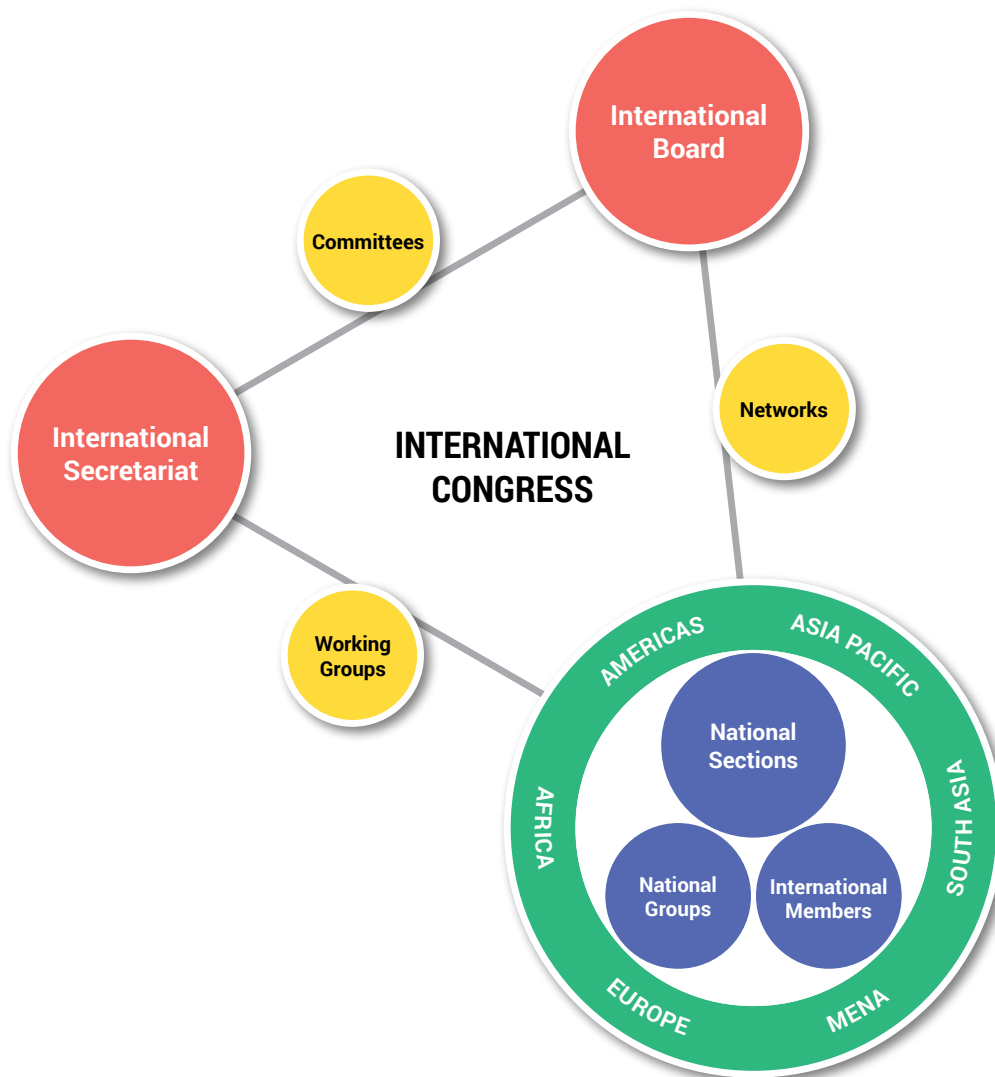 International
Board
Committees
International
Secretariat
Networks
INTERNATIONAL
CONGRESS
Working
Groups
AMERICAS
ASIA PACIFIC
National
Sections
AFRICA
SOUTH ASIA
National
Groups
International
Members
EUROPE
MENA